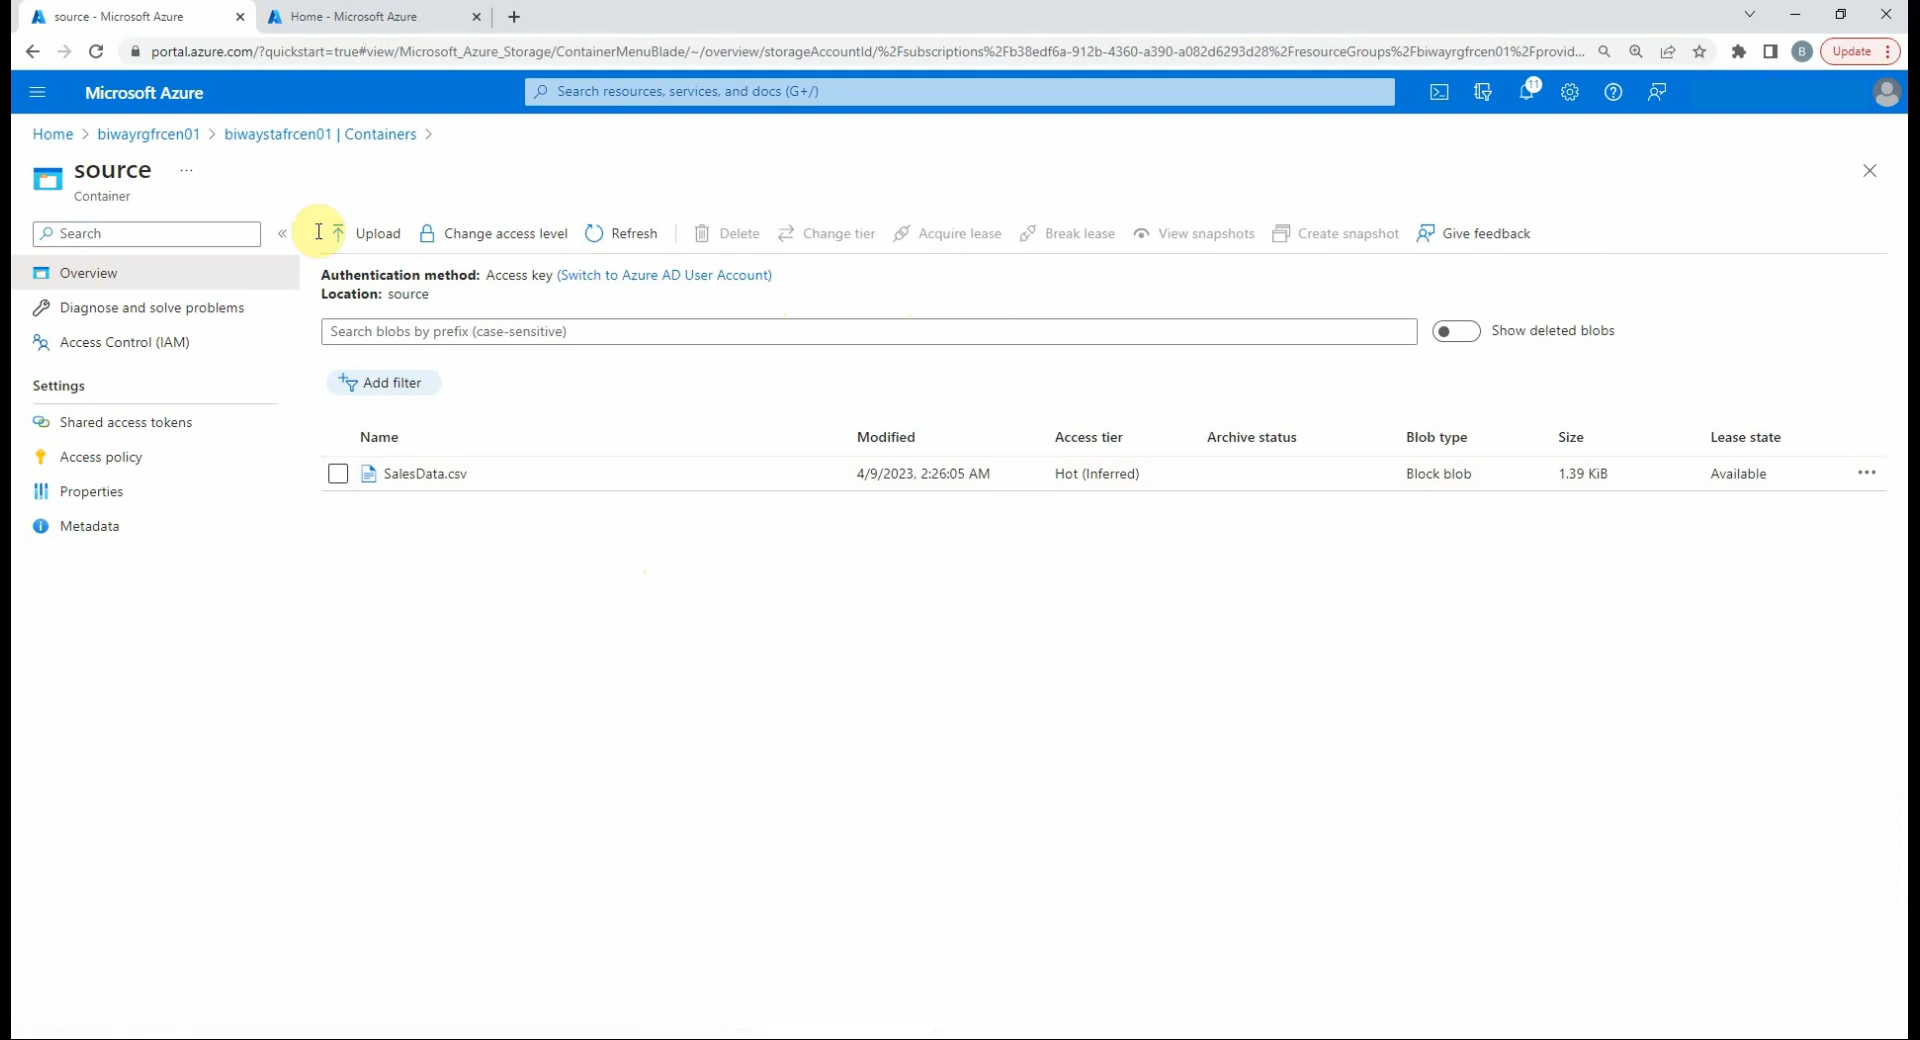 source - Microsoft Azure
Home - Microsoft Azure
portal.azure.com/?quickstart=true#view/Microsoft_Azure_Storage/ContainerMenuBlade/~/overview/storageAccountId/%2Fsubscriptions%2Fb38edf6a-912b-4360-a390-a082d6293d28%2FresourceGroups%2Fbiwayrgfrcen01%2Fprovid...
B
Update
Microsoft Azure
Search resources, services, and docs (G+/)
11
Home > biwayrgfrcen01 > biwaystafrcen01 | Containers >
source ...
Container
Search
Upload
Change access level
Refresh
Delete
Change tier
Acquire lease
Break lease
View snapshots
Create snapshot
Give feedback
Overview
Diagnose and solve problems
Access Control (IAM)
Settings
Shared access tokens
Access policy
Properties
Metadata
Authentication method: Access key (Switch to Azure AD User Account)
Location: source
Search blobs by prefix (case-sensitive)
Show deleted blobs
Add filter
Name Modified Access tier Archive status Blob type Size Lease state
SalesData.csv 4/9/2023, 2:26:05 AM Hot (Inferred) Block blob 1.39 KiB Available